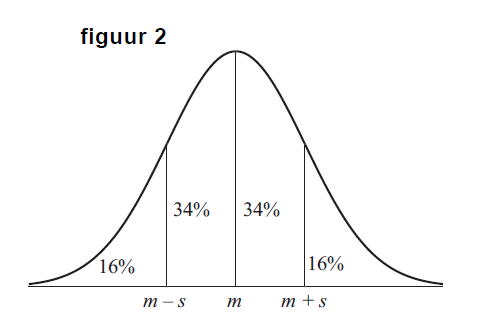 figuur 2
34% 34%
16% 16%
m – s m m + s